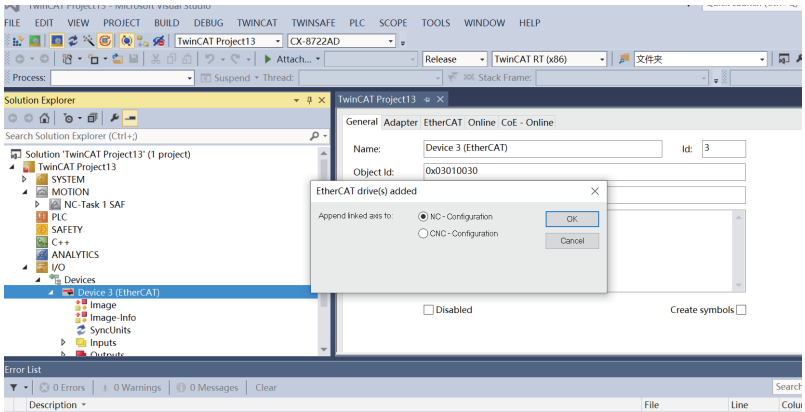 TwinCAT Project13 - Microsoft Visual Studio
FILE EDIT VIEW PROJECT BUILD DEBUG TWINCAT TWINSAFE PLC SCOPE TOOLS WINDOW HELP
TwinCAT Project13 CX-8722AD
Attach... Release TwinCAT RT (x86) 文件夹
Process: Suspend Thread: Stack Frame:
Solution Explorer
TwinCAT Project13
Search Solution Explorer (Ctrl+;)
General Adapter EtherCAT Online CoE - Online
Solution 'TwinCAT Project13' (1 project)
TwinCAT Project13
SYSTEM
MOTION
NC-Task 1 SAF
PLC
SAFETY
C++
ANALYTICS
I/O
Devices
Device 3 (EtherCAT)
Image
Image-Info
SyncUnits
Inputs
Outputs
Name: Device 3 (EtherCAT) Id: 3
Object Id: 0x03010030
EtherCAT drive(s) added
Append linked axis to: NC - Configuration OK
CNC - Configuration Cancel
Disabled Create symbols
Error List
0 Errors 0 Warnings 0 Messages Clear Search
Description File Line